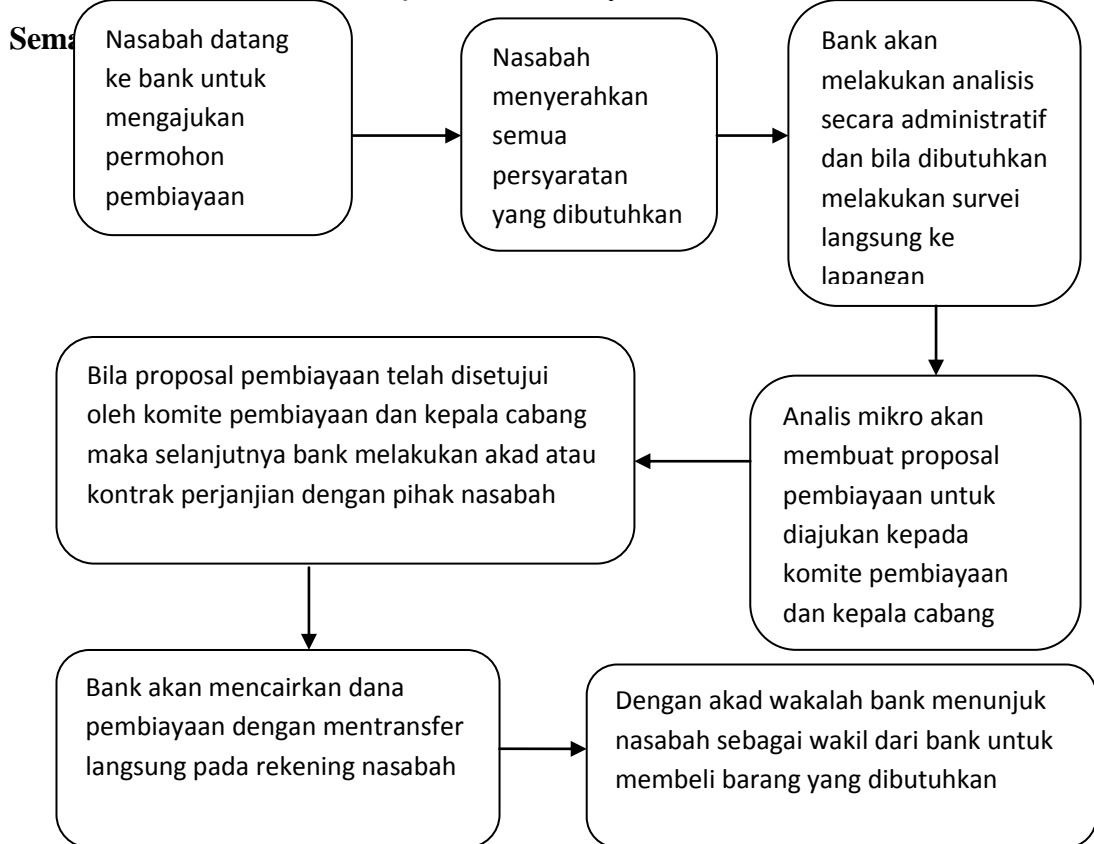 Sema
Nasabah datang
ke bank untuk
mengajukan
permohon
pembiayaan
Nasabah
menyerahkan
semua
persyaratan
yang dibutuhkan
Bank akan
melakukan analisis
secara administratif
dan bila dibutuhkan
melakukan survei
langsung ke
lapangan
Analis mikro akan
membuat proposal
pembiayaan untuk
diajukan kepada
komite pembiayaan
dan kepala cabang
Bila proposal pembiayaan telah disetujui
oleh komite pembiayaan dan kepala cabang
maka selanjutnya bank melakukan akad atau
kontrak perjanjian dengan pihak nasabah
Bank akan mencairkan dana
pembiayaan dengan mentransfer
langsung pada rekening nasabah
Dengan akad wakalah bank menunjuk
nasabah sebagai wakil dari bank untuk
membeli barang yang dibutuhkan